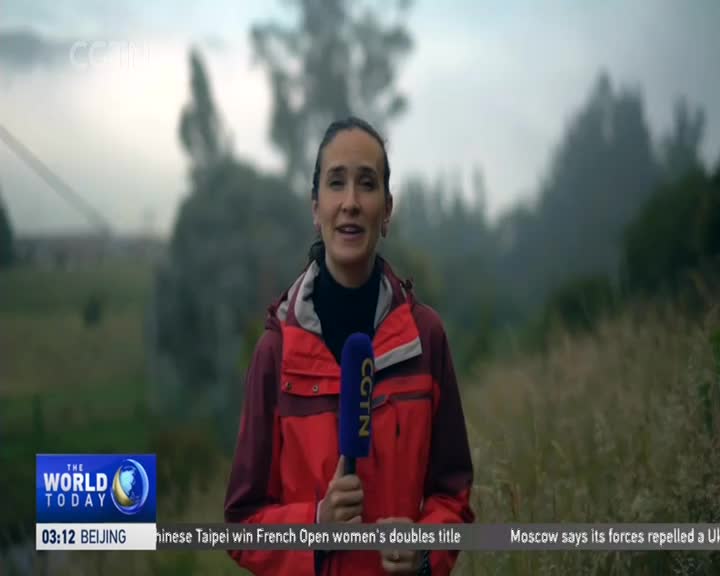 CGTN
CGTN
THE
WORLD
TODAY
03:12 BEIJING
hinese Taipei win French Open women's doubles title
Moscow says its forces repelled a Uk